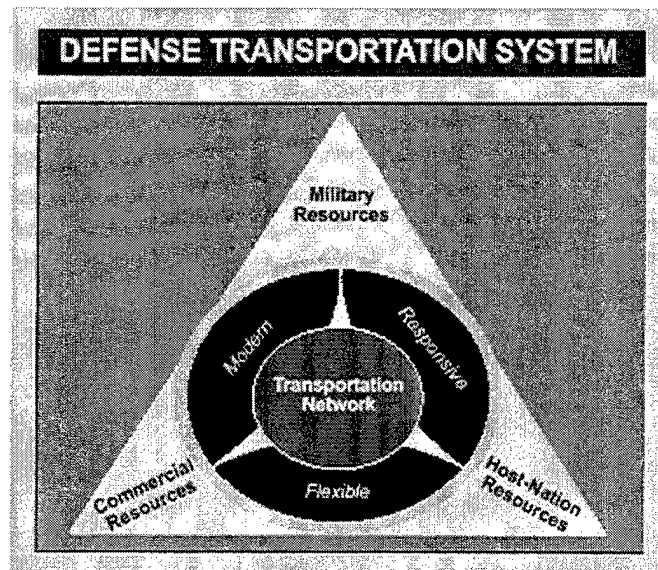 DEFENSE TRANSPORTATION SYSTEM
Military
Resources
Modern
Responsive
Transportation
Network
Flexible
Commercial
Resources
Host-Nation
Resources